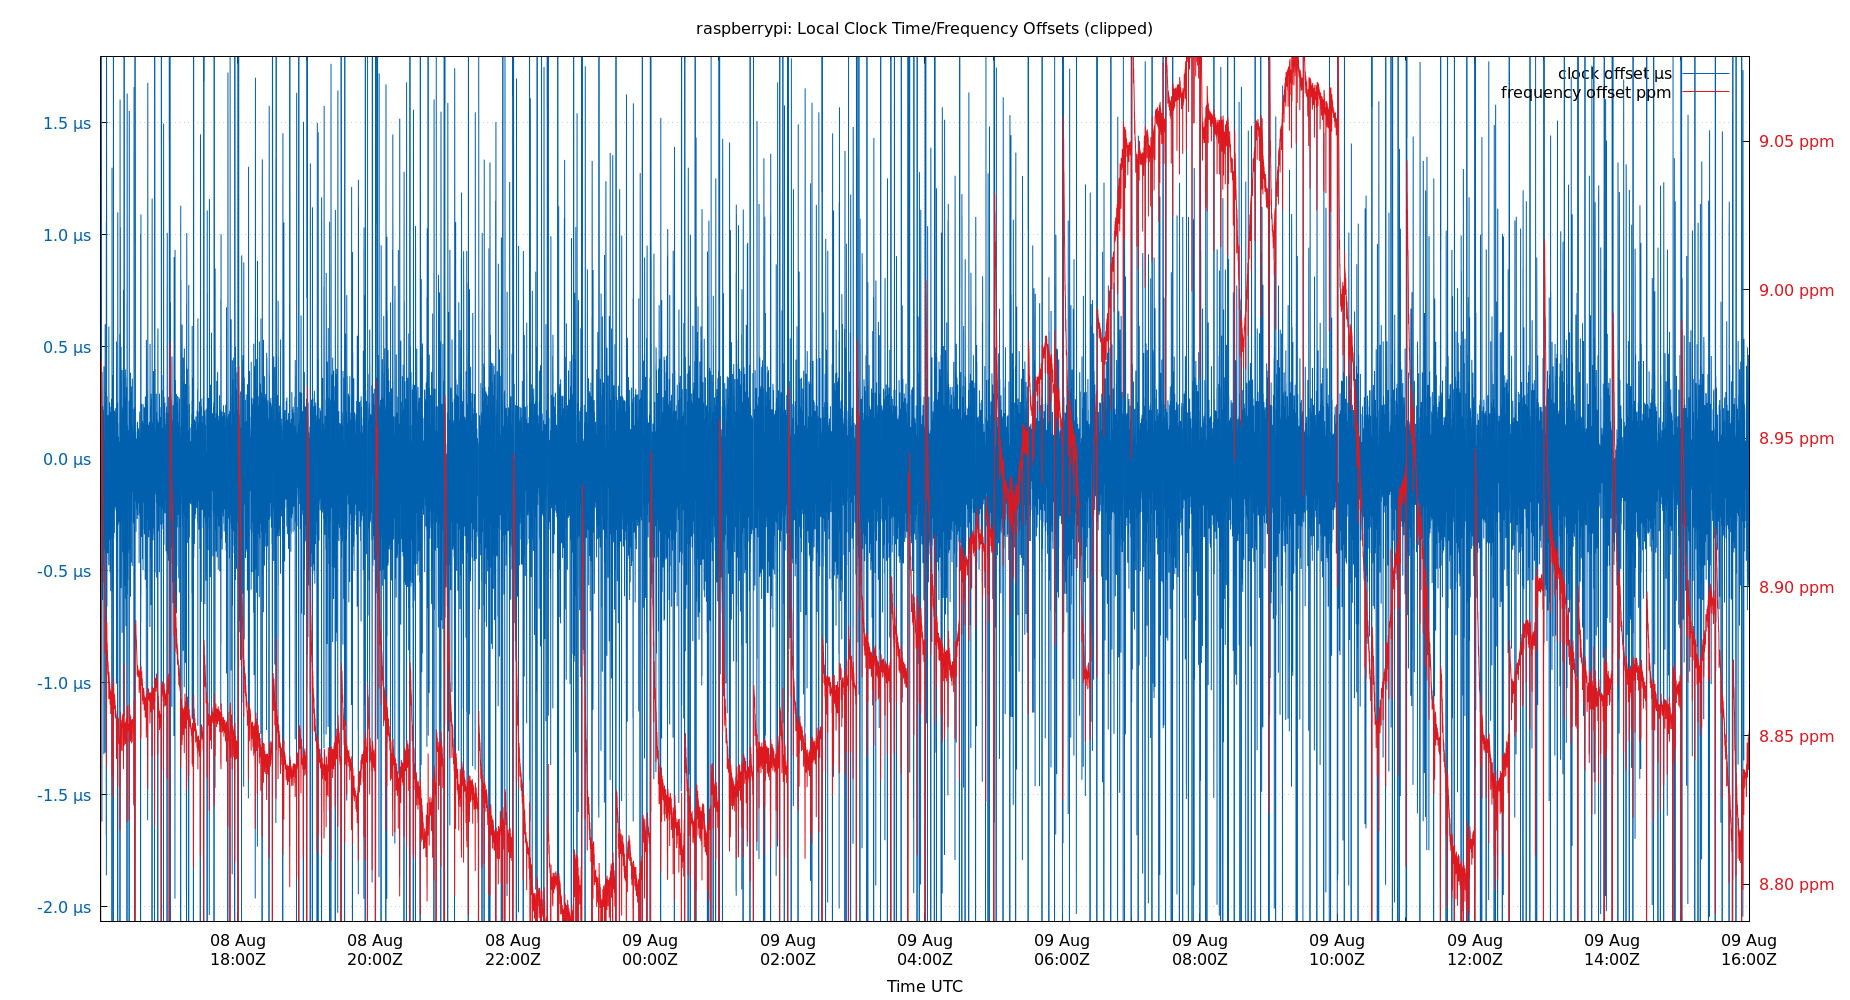 raspberrypi: Local Clock Time/Frequency Offsets (clipped)
clock offset µs
frequency offset ppm
1.5 µs
1.0 µs
0.5 µs
0.0 µs
-0.5 µs
-1.0 µs
-1.5 µs
-2.0 µs
9.05 ppm
9.00 ppm
8.95 ppm
8.90 ppm
8.85 ppm
8.80 ppm
08 Aug
18:00Z
08 Aug
20:00Z
08 Aug
22:00Z
09 Aug
00:00Z
09 Aug
02:00Z
09 Aug
04:00Z
09 Aug
06:00Z
09 Aug
08:00Z
09 Aug
10:00Z
09 Aug
12:00Z
09 Aug
14:00Z
09 Aug
16:00Z
Time UTC